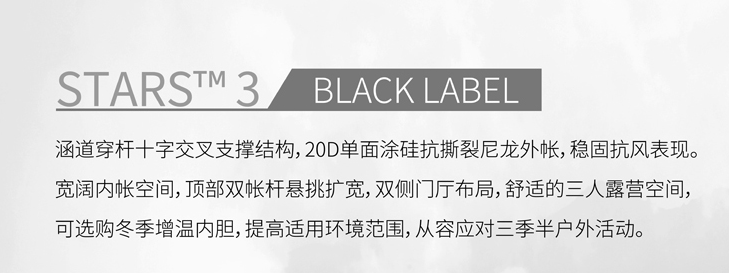 STARS™ 3 BLACK LABEL
涵道穿杆十字交叉支撑结构，20D单面涂硅抗撕裂尼龙外帐，稳固抗风表现。
宽阔内帐空间，顶部双帐杆悬挑扩宽，双侧门厅布局，舒适的三人露营空间，
可选购冬季增温内胆，提高适用环境范围，从容应对三季半户外活动。